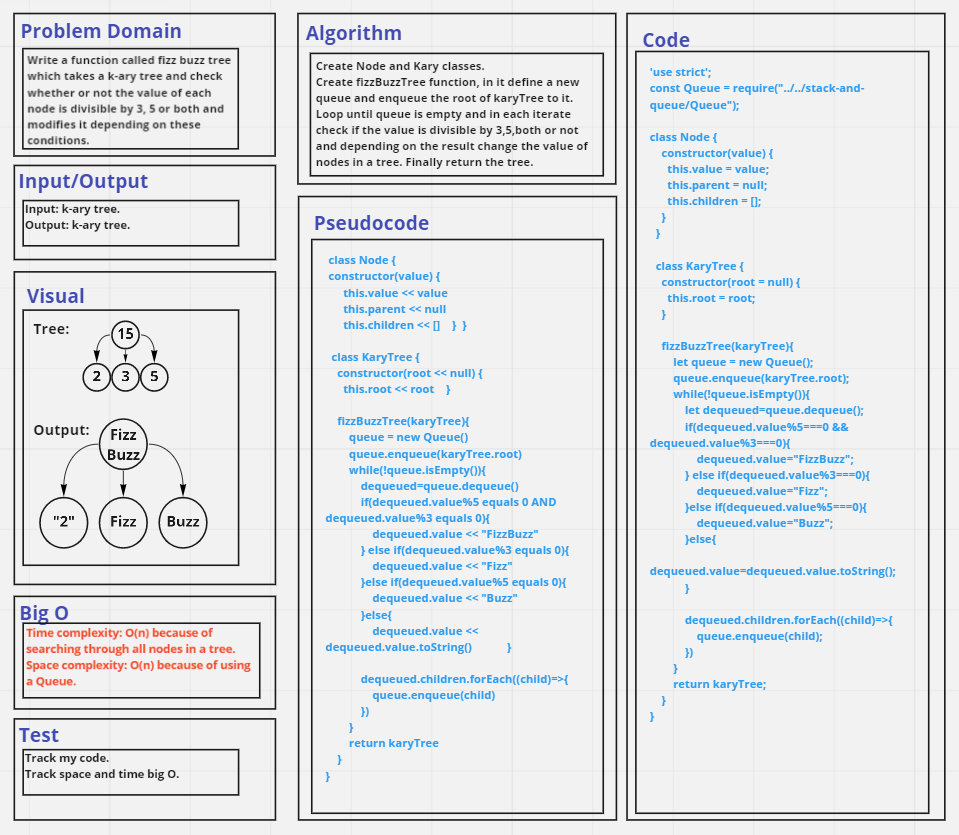 Problem Domain
Write a function called fizz buzz tree
which takes a k-ary tree and check
whether or not the value of each
node is divisible by 3, 5 or both and
modifies it depending on these
conditions.
Input/Output
Input: k-ary tree.
Output: k-ary tree.
Visual
Tree:
15
2 3 5
Output:
Fizz
Buzz
"2" Fizz Buzz
Big O
Time complexity: O(n) because of
searching through all nodes in a tree.
Space complexity: O(n) because of using
a Queue.
Test
Track my code.
Track space and time big O.
Algorithm
Create Node and Kary classes.
Create fizzBuzzTree function, in it define a new
queue and enqueue the root of karyTree to it.
Loop until queue is empty and in each iterate
check if the value is divisible by 3,5,both or not
and depending on the result change the value of
nodes in a tree. Finally return the tree.
Pseudocode
class Node {
constructor(value) {
this.value << value
this.parent << null
this.children << [] } }
class KaryTree {
constructor(root << null) {
this.root << root }
fizzBuzzTree(karyTree){
queue = new Queue()
queue.enqueue(karyTree.root)
while(!queue.isEmpty()){
dequeued=queue.dequeue()
if(dequeued.value%5 equals 0 AND
dequeued.value%3 equals 0){
dequeued.value << "FizzBuzz"
} else if(dequeued.value%3 equals 0){
dequeued.value << "Fizz"
}else if(dequeued.value%5 equals 0){
dequeued.value << "Buzz"
}else{
dequeued.value <<
dequeued.value.toString() }
dequeued.children.forEach((child)=>{
queue.enqueue(child)
})
}
return karyTree
}
}
Code
'use strict';
const Queue = require("../../stack-and-
queue/Queue");
class Node {
constructor(value) {
this.value = value;
this.parent = null;
this.children = [];
}
}
class KaryTree {
constructor(root = null) {
this.root = root;
}
fizzBuzzTree(karyTree){
let queue = new Queue();
queue.enqueue(karyTree.root);
while(!queue.isEmpty()){
let dequeued=queue.dequeue();
if(dequeued.value%5===0 &&
dequeued.value%3===0){
dequeued.value="FizzBuzz";
} else if(dequeued.value%3===0){
dequeued.value="Fizz";
}else if(dequeued.value%5===0){
dequeued.value="Buzz";
}else{
dequeued.value=dequeued.value.toString();
}
dequeued.children.forEach((child)=>{
queue.enqueue(child);
})
}
return karyTree;
}
}